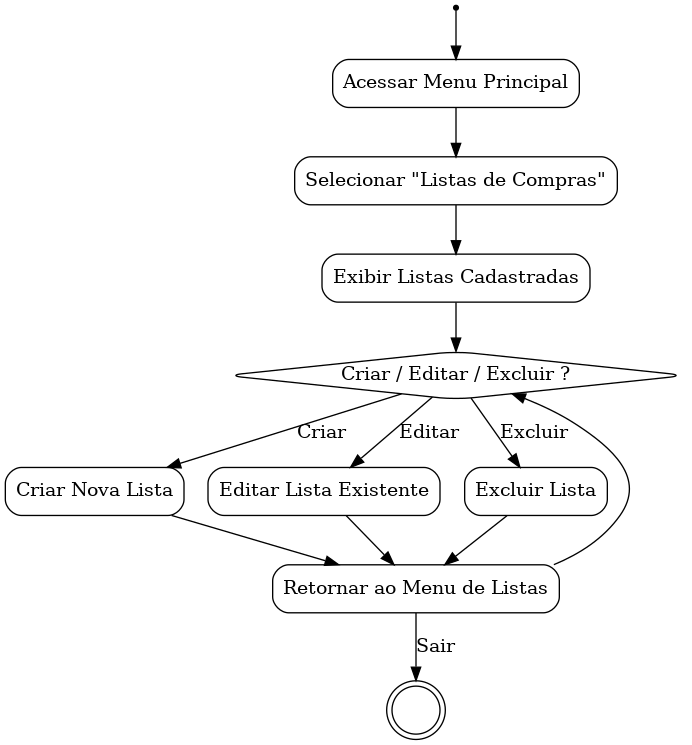 Acessar Menu Principal
Selecionar "Listas de Compras"
Exibir Listas Cadastradas
Criar / Editar / Excluir ?
Criar
Editar
Excluir
Criar Nova Lista
Editar Lista Existente
Excluir Lista
Retornar ao Menu de Listas
Sair